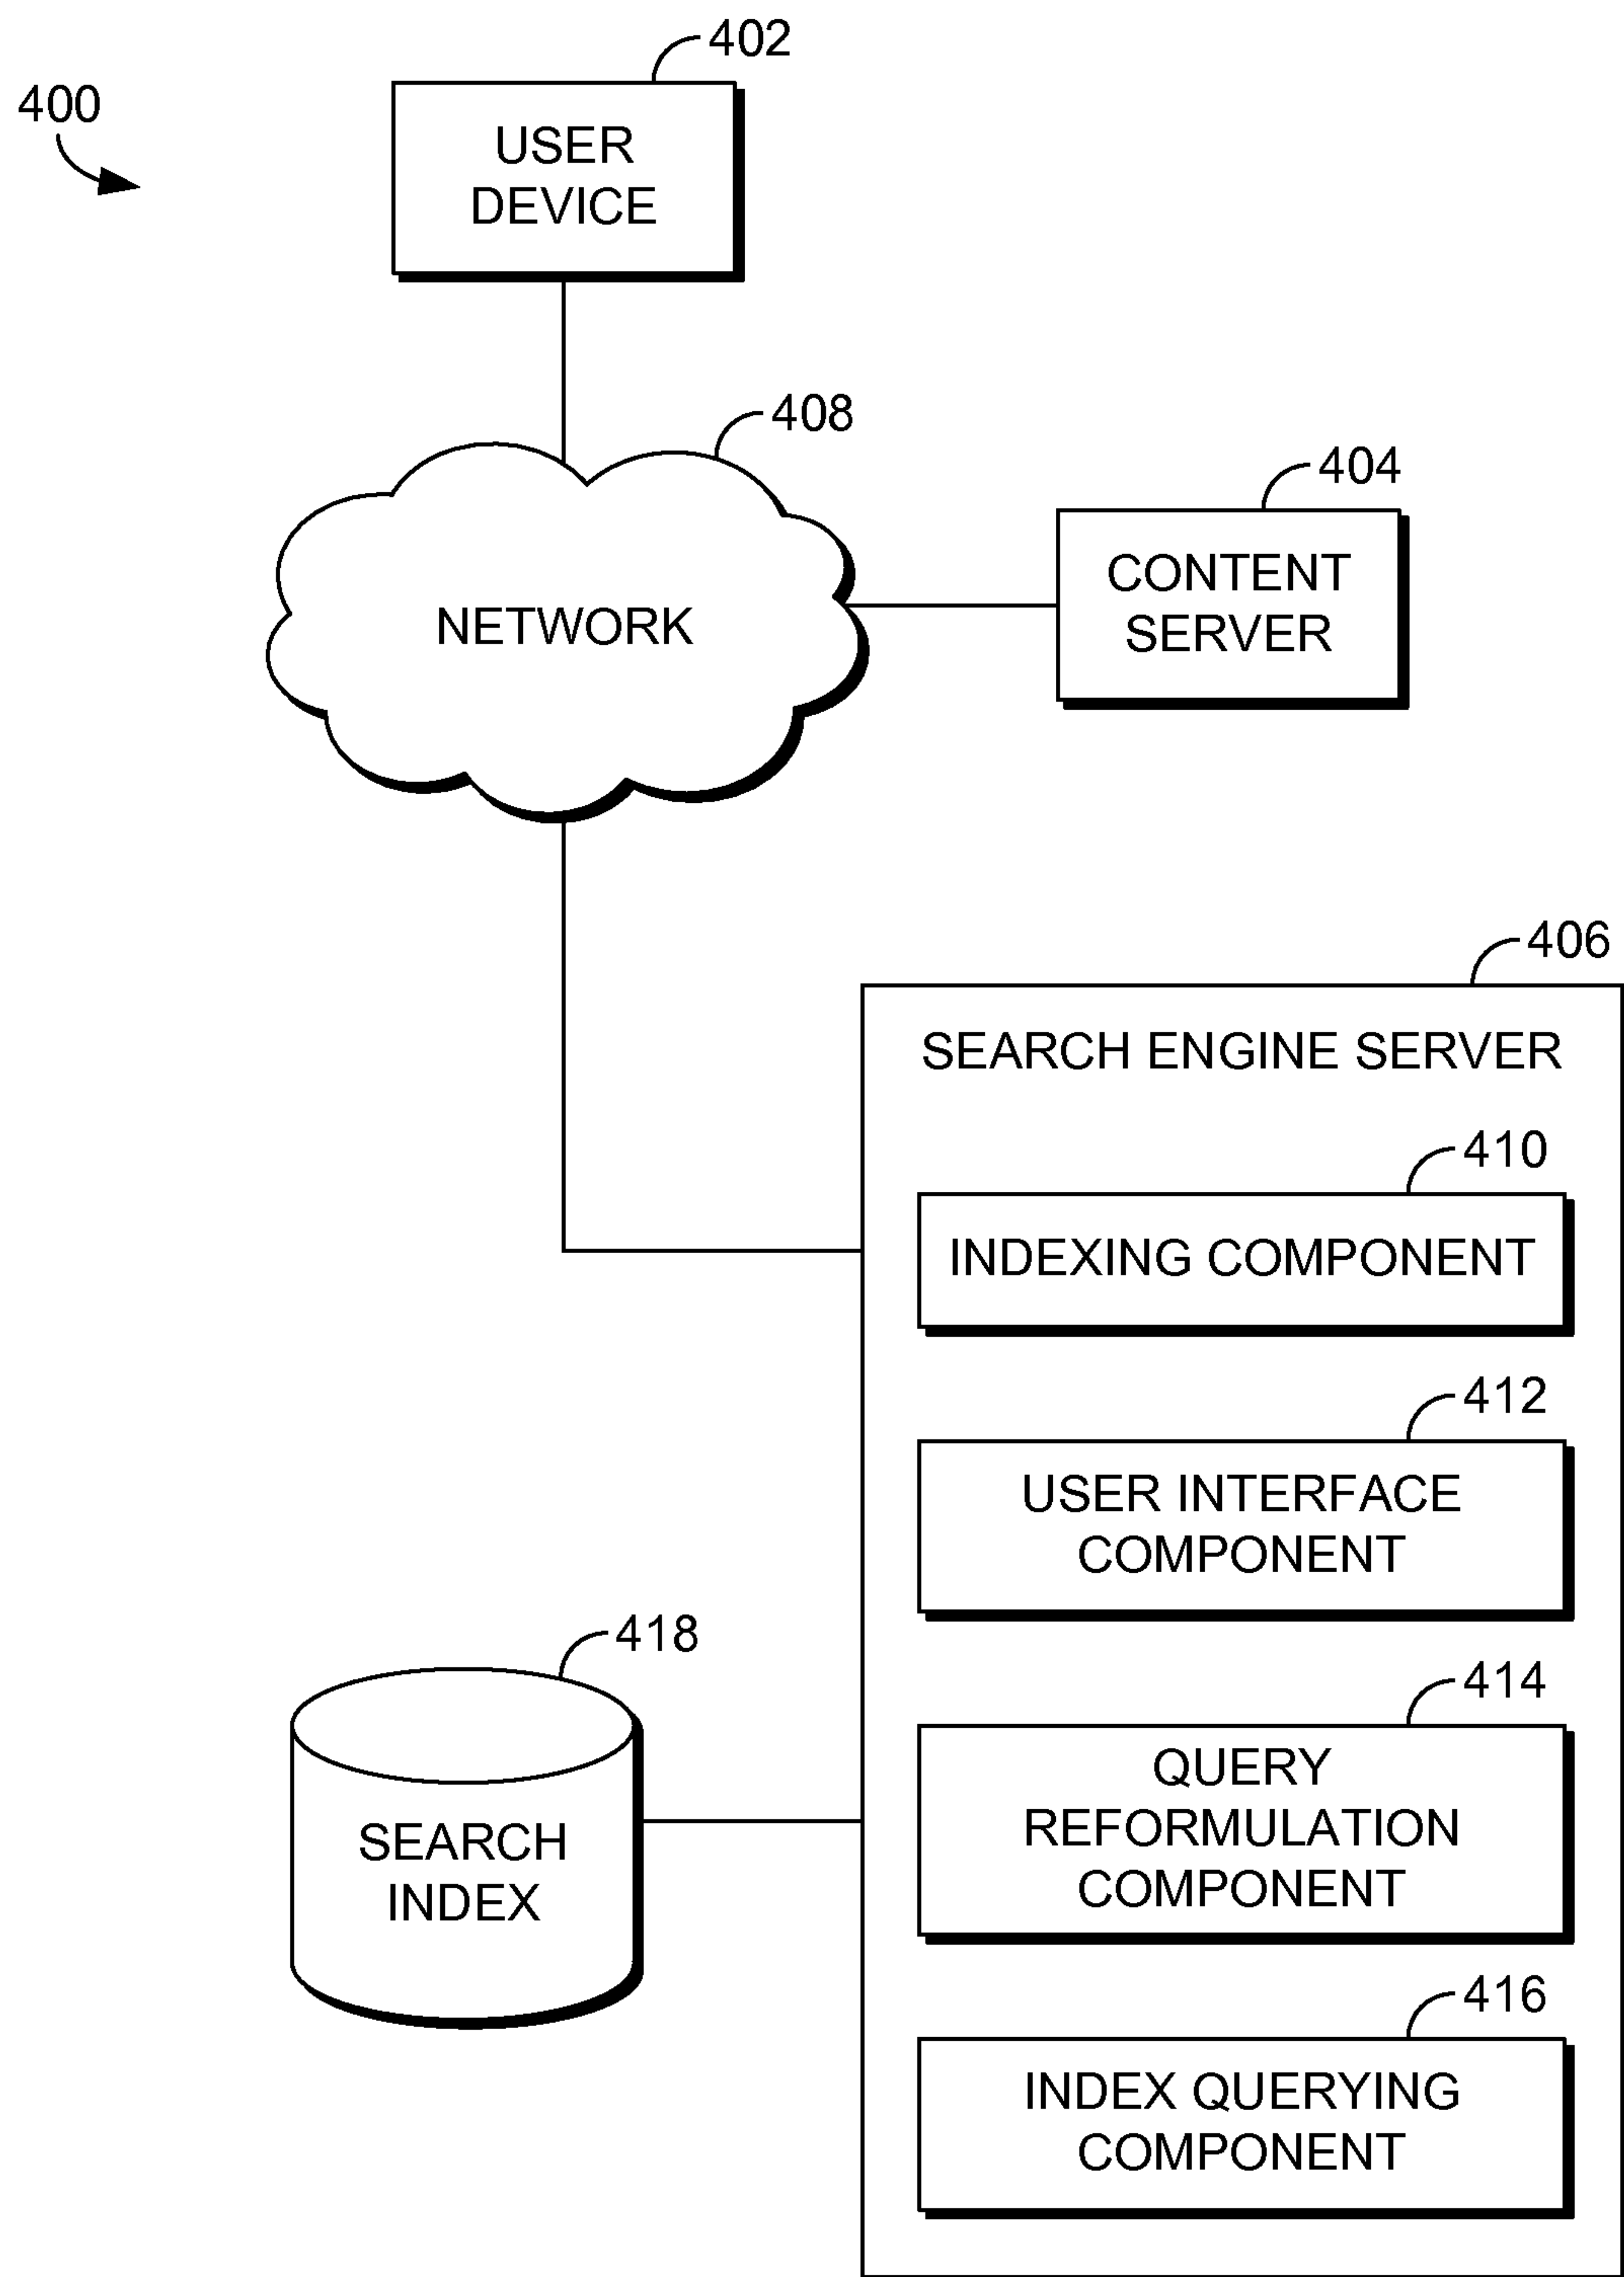 402
400
USER
DEVICE
408
404
CONTENT
SERVER
NETWORK
406
SEARCH ENGINE SERVER
410
INDEXING COMPONENT
412
USER INTERFACE
COMPONENT
418
414
QUERY
REFORMULATION
COMPONENT
SEARCH
INDEX
416
INDEX QUERYING
COMPONENT